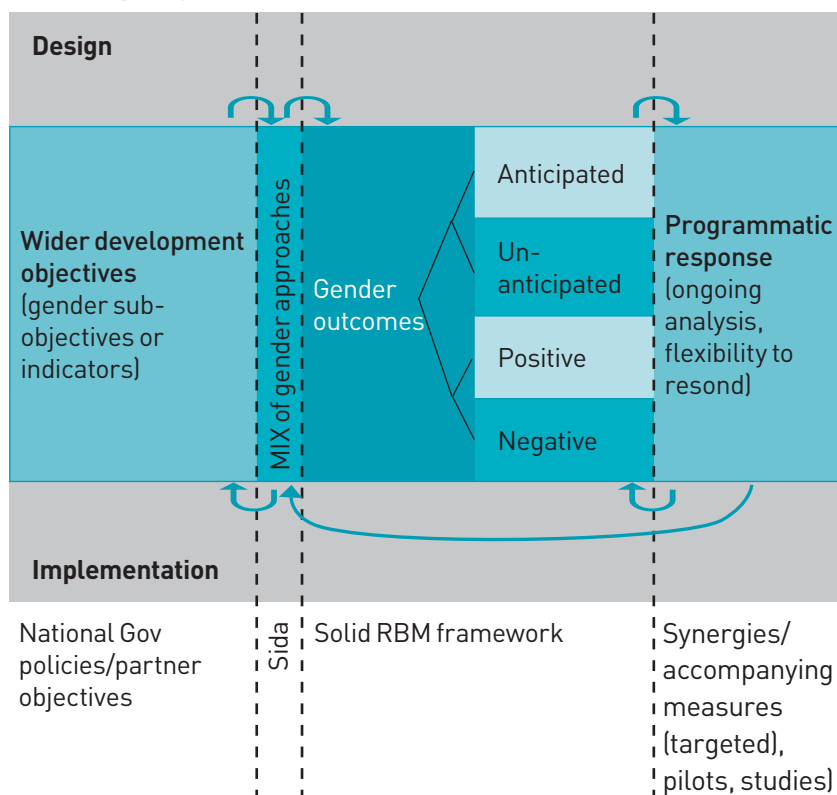 Design
Wider development
objectives
(gender sub-
objectives or
indicators)
MIX of gender approaches
Gender
outcomes
Anticipated
Un-
anticipated
Positive
Negative
Programmatic
response
(ongoing
analysis,
flexibility to
resond)
Implementation
National Gov
policies/partner
objectives
Sida
Solid RBM framework
Synergies/
accompanying
measures
(targeted),
pilots, studies)